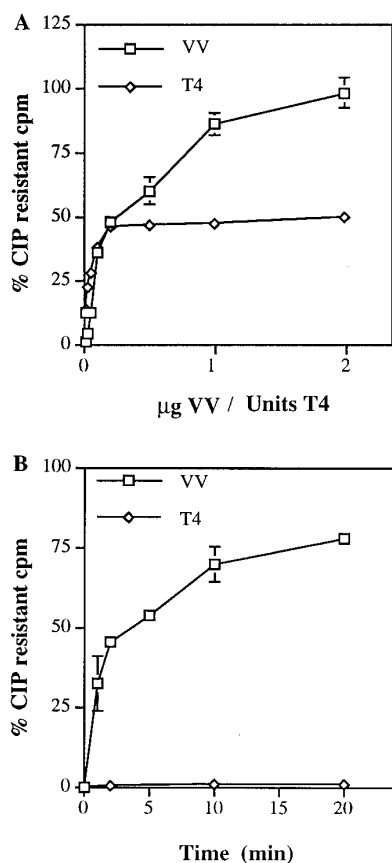 A
125
VV
T4
100
75
50
25
0
% CIP resistant cpm
0
1
2
μg VV / Units T4
B
100
VV
T4
75
50
25
0
% CIP resistant cpm
0
5
10
15
20
Time (min)